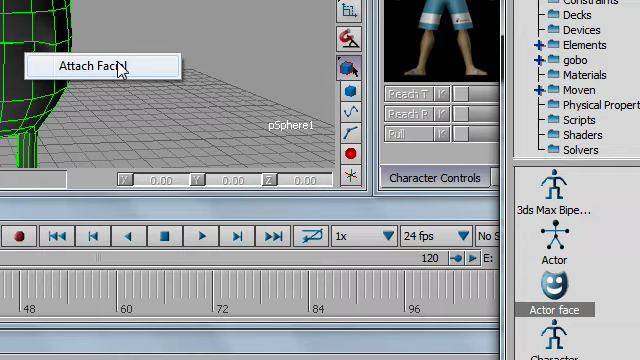 Attach Facial
pSphere1
X 0.00 Y 0.00 Z 0.00
Reach T
Reach R
Pull
Character Controls
Constraints
Decks
Devices
Elements
gobo
Materials
Moven
Physical Propert
Scripts
Shaders
Solvers
3ds Max Bipe...
Actor
Actor face
Character
1x
24 fps
No S
120
E:
48 60 72 84 96